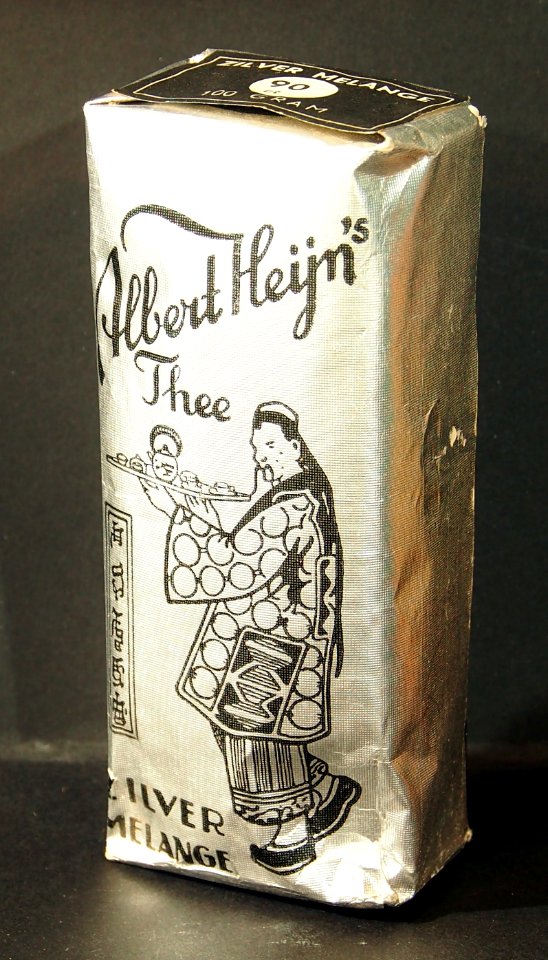 ZILVER MELANGE
90
100 GRAM
Albert Heijn's
Thee
ZILVER
MELANGE